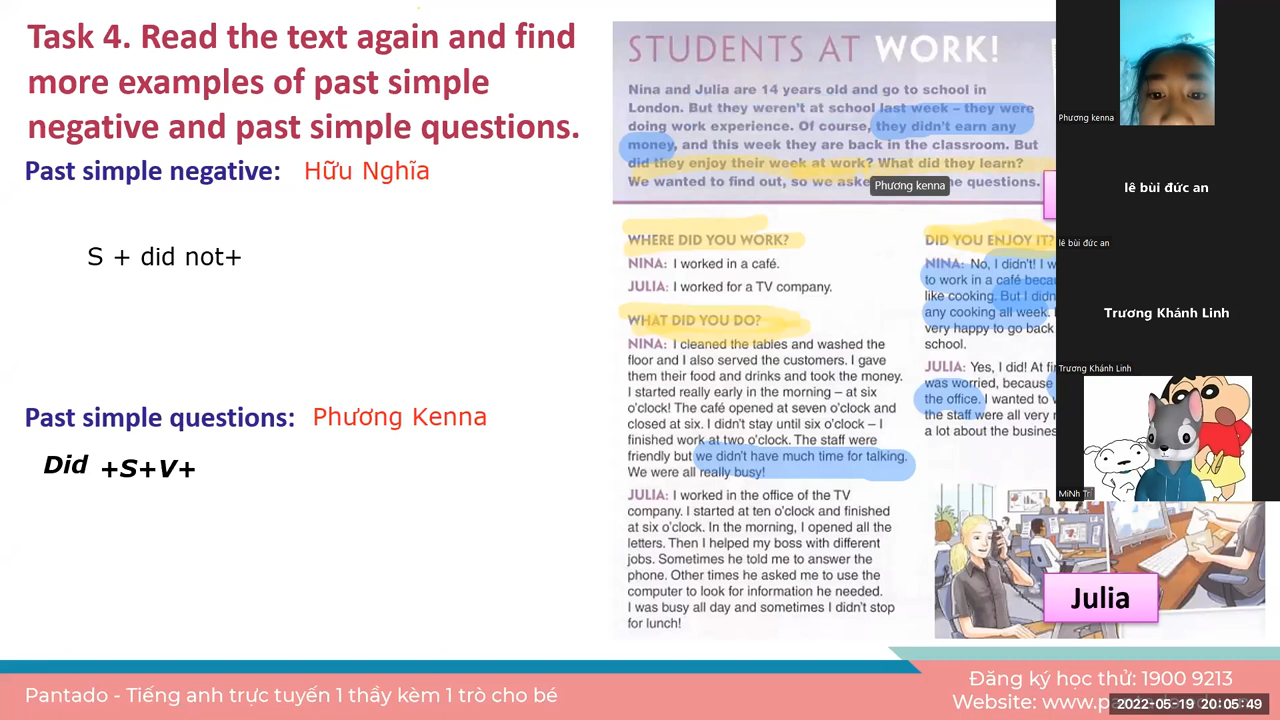 Task 4. Read the text again and find
more examples of past simple
negative and past simple questions.
Past simple negative: Hữu Nghĩa
S + did not+
Past simple questions: Phương Kenna
Did +S+V+
STUDENTS AT WORK!
Nina and Julia are 14 years old and go to school in
London. But they weren't at school last week – they were
doing work experience. Of course, they didn't earn any
money, and this week they are back in the classroom. But
did they enjoy their week at work? What did they learn?
We wanted to find out, so we aske
Phương kenna
e questions.
WHERE DID YOU WORK?
NINA: I worked in a café.
JULIA: I worked for a TV company.
WHAT DID YOU DO?
NINA: I cleaned the tables and washed the
floor and I also served the customers. I gave
them their food and drinks and took the money.
I started really early in the morning – at six
o'clock! The café opened at seven o'clock and
closed at six. I didn't stay until six o'clock – I
finished work at two o'clock. The staff were
friendly but we didn't have much time for talking.
We were all really busy!
JULIA: I worked in the office of the TV
company. I started at ten o'clock and finished
at six o'clock. In the morning, I opened all the
letters. Then I helped my boss with different
jobs. Sometimes he told me to answer the
phone. Other times he asked me to use the
computer to look for information he needed.
I was busy all day and sometimes I didn't stop
for lunch!
DID YOU ENJOY IT?
NINA: No, I didn't! I w
to work in a café becau
like cooking. But I didn
any cooking all week.
very happy to go back
school.
JULIA: Yes, I did! At fi
was worried, because
the office. I wanted to
the staff were all very
a lot about the busines
Julia
Phương kenna
lê bùi đức an
lê bùi đức an
Trương Khánh Linh
Trương Khánh Linh
MiNh Tr
Pantado - Tiếng anh trực tuyến 1 thầy kèm 1 trò cho bé
Đăng ký học thử: 1900 9213
Website: www.p
2022-05-19 20:05:49